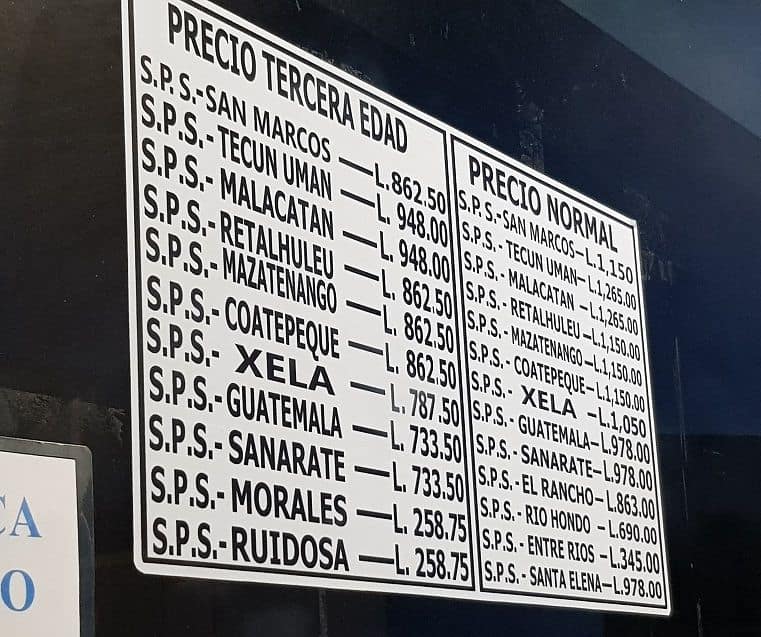 PRECIO TERCERA EDAD
S.P.S.-SAN MARCOS — L.862.50
S.P.S.- TECUN UMAN — L. 948.00
S.P.S.- MALACATAN — L. 948.00
S.P.S.- RETALHULEU — L. 862.50
S.P.S.- MAZATENANGO — L. 862.50
S.P.S.- COATEPEQUE — L. 862.50
S.P.S.- XELA — L. 787.50
S.P.S.-GUATEMALA — L. 733.50
S.P.S.-SANARATE — L. 733.50
S.P.S.-MORALES — L. 258.75
S.P.S.-RUIDOSA — L. 258.75
PRECIO NORMAL
S.P.S.-SAN MARCOS-L.1,150
S.P.S.- TECUN UMAN- L.1,265.00
S.P.S.- MALACATAN - L.1,265.00
S.P.S.- RETALHULEU -L.1,150.00
S.P.S.- MAZATENANGO-L.1,150.00
S.P.S.- COATEPEQUE-L.1,150.00
S.P.S.- XELA -L.1,050
S.P.S.- GUATEMALA-L.978.00
S.P.S.-SANARATE-L.978.00
S.P.S.-EL RANCHO-L.863.00
S.P.S.- RIO HONDO - L.690.00
S.P.S.- ENTRE RIOS -L.345.00
S.P.S.- SANTA ELENA-L.978.00
CA
O